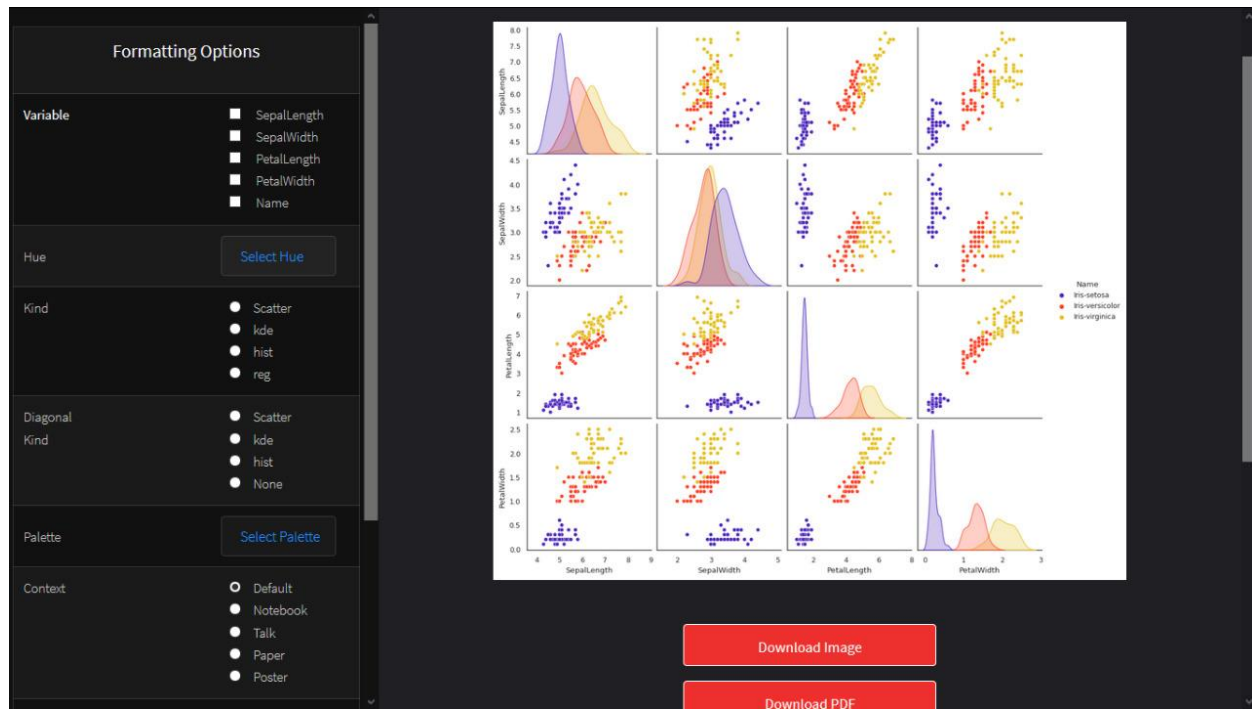 Formatting Options
Variable
SepalLength
SepalWidth
PetalLength
PetalWidth
Name
Hue
Select Hue
Kind
Scatter
kde
hist
reg
Diagonal
Kind
Scatter
kde
hist
None
Palette
Select Palette
Context
Default
Notebook
Talk
Paper
Poster
8.0
7.5
7.0
6.5
6.0
5.5
5.0
4.5
SepalLength
4.5
4.0
3.5
3.0
2.5
2.0
SepalWidth
7
6
5
4
3
2
1
PetalLength
2.5
2.0
1.5
1.0
0.5
0.0
PetalWidth
4 5 6 7 8 9
SepalLength
2 3 4 5
SepalWidth
2 4 6 8
PetalLength
0 1 2 3
PetalWidth
Name
Iris-setosa
Iris-versicolor
Iris-virginica
Download Image
Download PDF